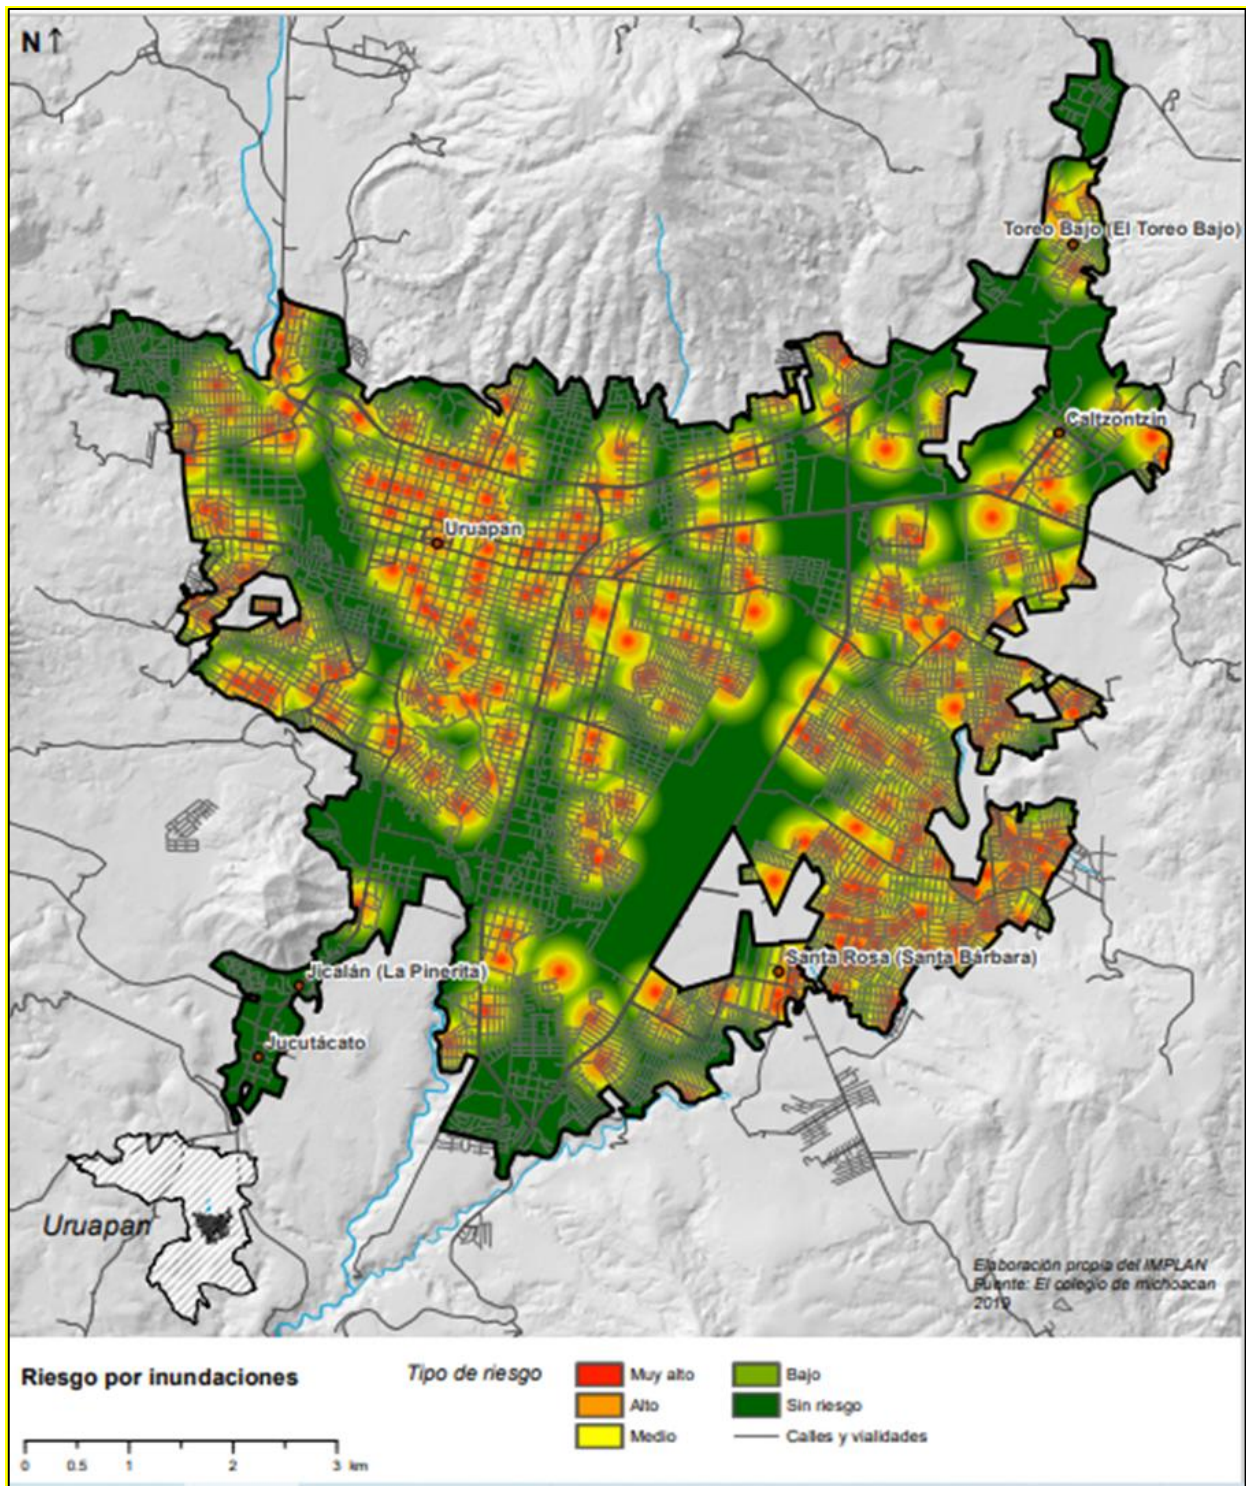 N↑
Toreo Bajo (El Toreo Bajo)
Caltzontzin
Uruapan
Santa Rosa (Santa Bárbara)
Jicalán (La Pinerita)
Jucutácato
Uruapan
Elaboración propia del IMPLAN
Fuente: El colegio de michoacan
2019
Riesgo por inundaciones
Tipo de riesgo
Muy alto
Alto
Medio
Bajo
Sin riesgo
Calles y vialidades
0 0.5 1 2 3 km